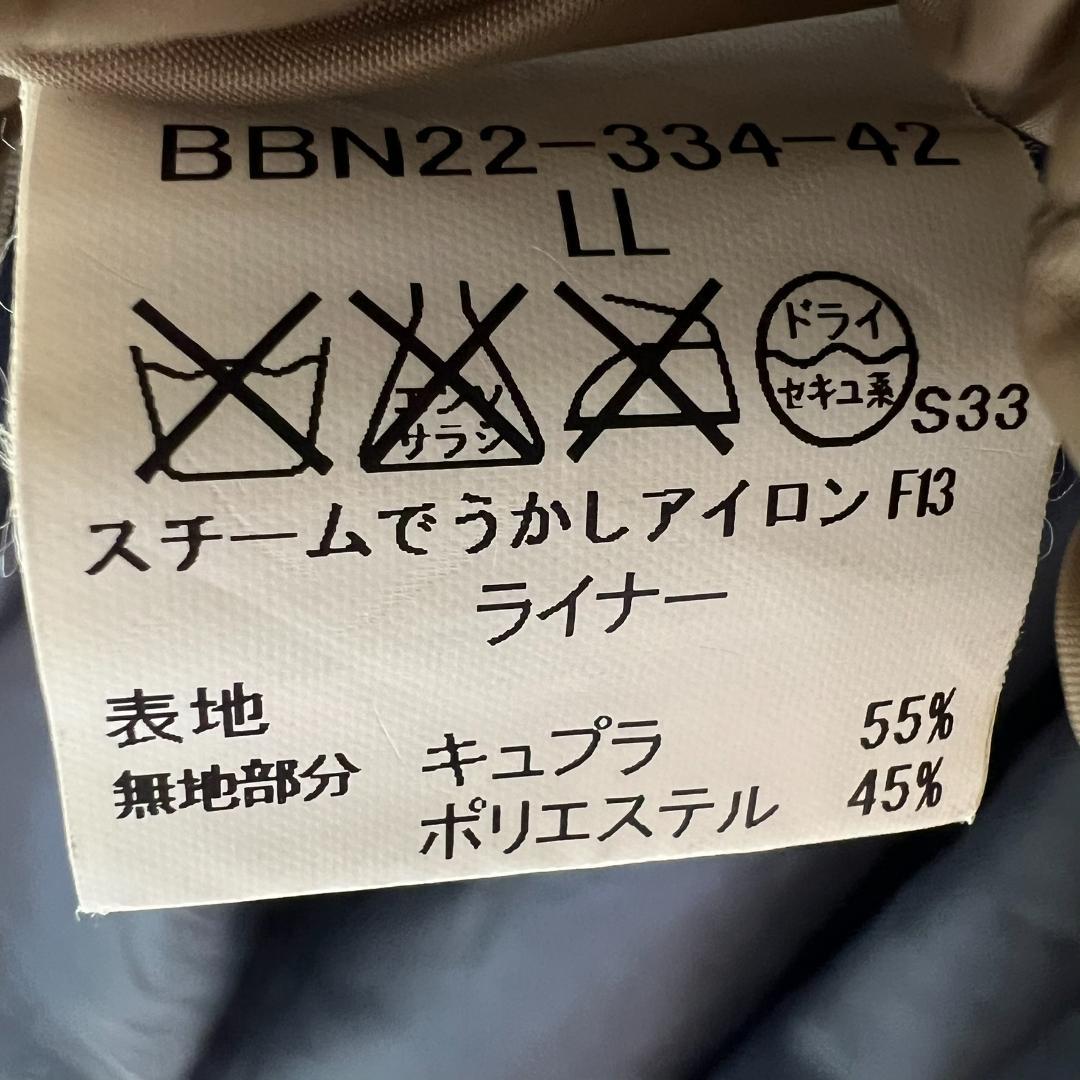 BBN22-334-42
LL
エンソ
サラシ
ドライ
セキユ系
S33
スチームでうかしアイロン F13
ライナー
表地
無地部分
キュプラ 55%
ポリエステル 45%